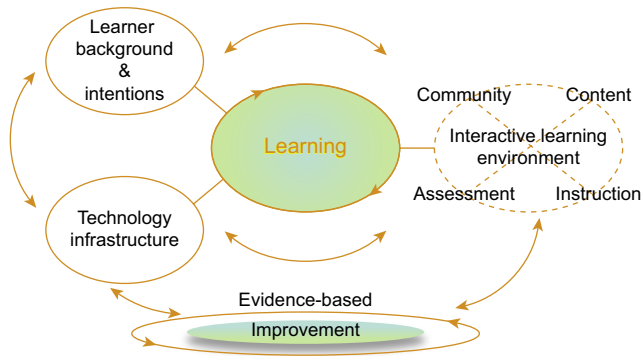 Learner
background
&
intentions
Community
Content
Learning
Interactive learning
environment
Assessment
Instruction
Technology
infrastructure
Evidence-based
Improvement